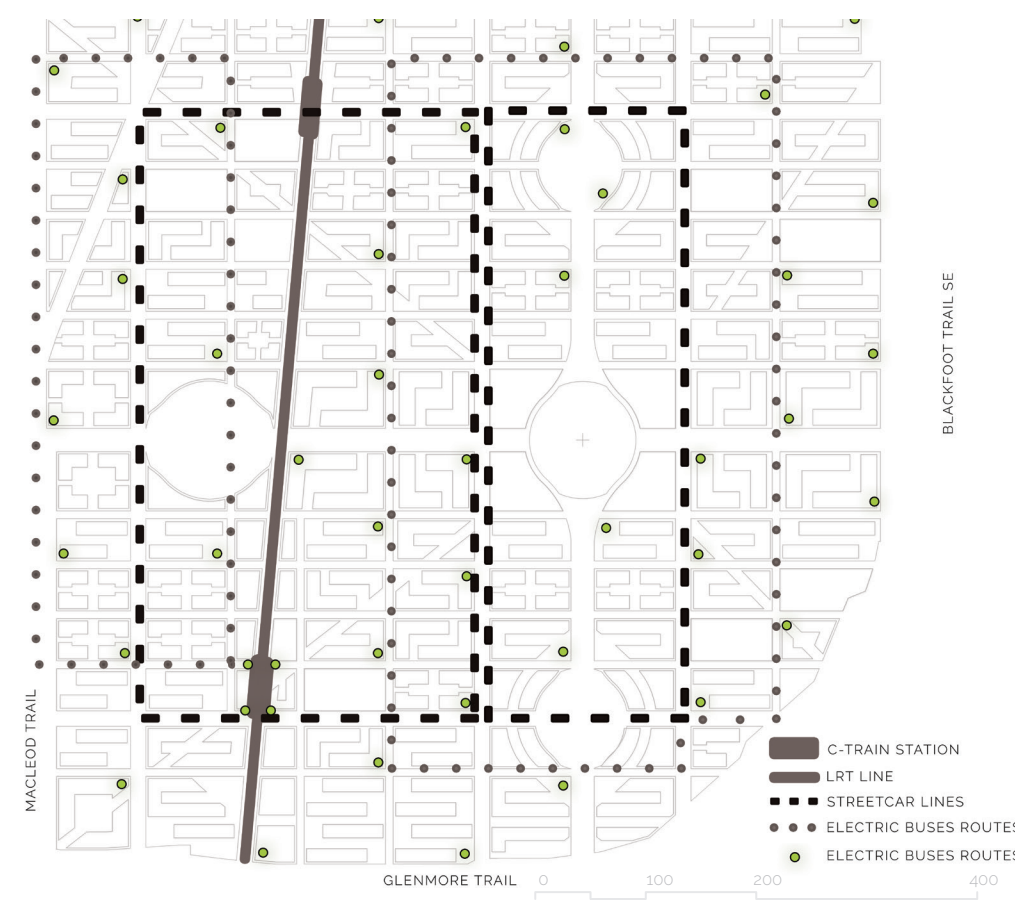 BLACKFOOT TRAIL SE
MACLEOD TRAIL
C-TRAIN STATION
LRT LINE
STREETCAR LINES
ELECTRIC BUSES ROUTES
ELECTRIC BUSES ROUTES
GLENMORE TRAIL
0 100 200 400